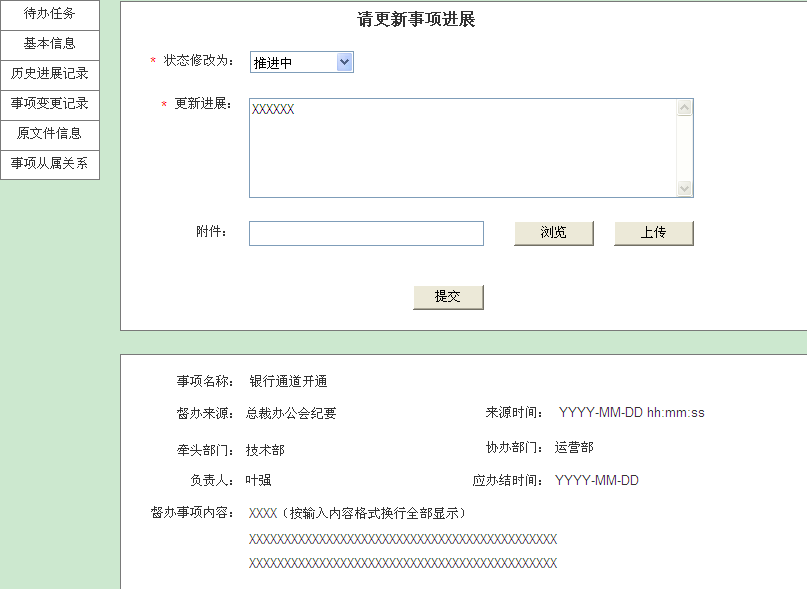 待办任务
基本信息
历史进展记录
事项变更记录
原文件信息
事项从属关系
请更新事项进展
* 状态修改为： 推进中
* 更新进展： XXXXXX
附件： 浏览 上传
提交
事项名称： 银行通道开通
督办来源： 总裁办公会纪要 来源时间： YYYY-MM-DD hh:mm:ss
牵头部门： 技术部 协办部门： 运营部
负责人： 叶强 应办结时间： YYYY-MM-DD
督办事项内容： XXXX（按输入内容格式换行全部显示）
XXXXXXXXXXXXXXXXXXXXXXXXXXXXXXXXXXXXXXXXXXXX
XXXXXXXXXXXXXXXXXXXXXXXXXXXXXXXXXXXXXXXXXXXX